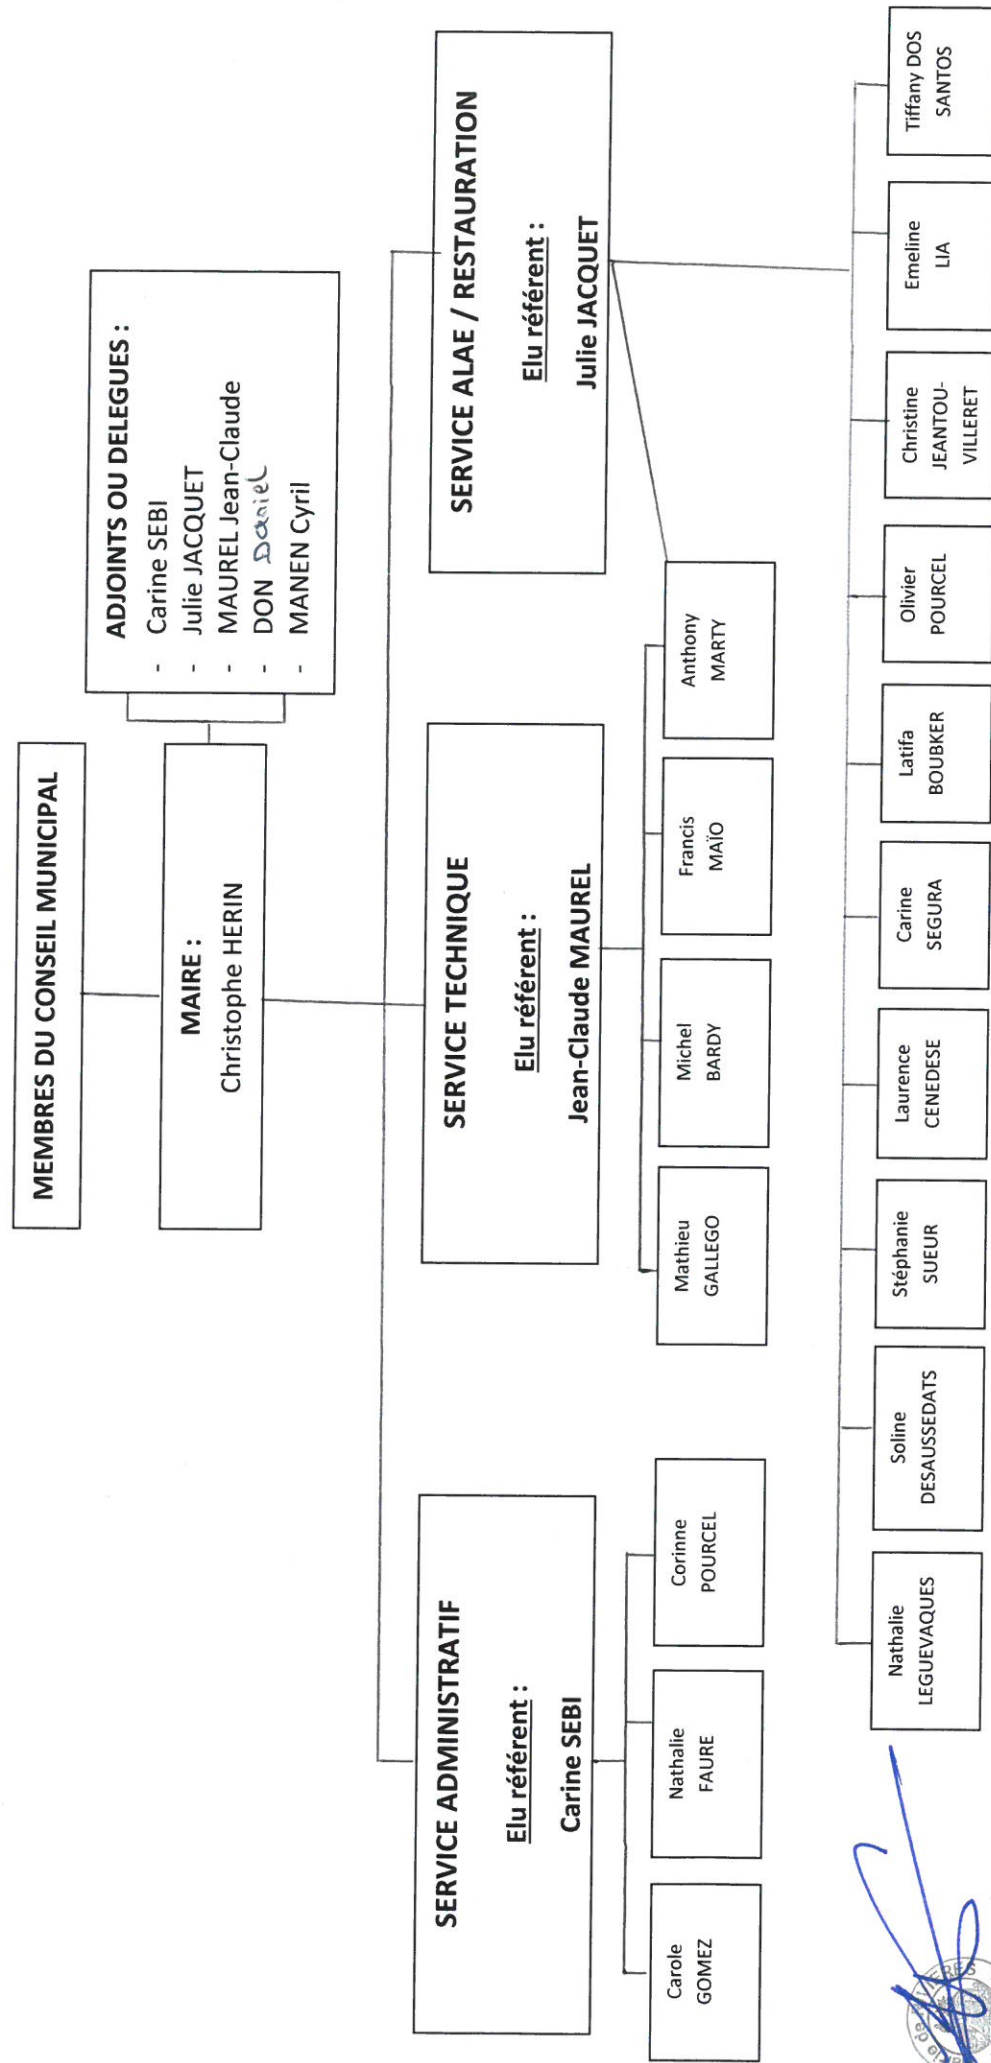 MEMBRES DU CONSEIL MUNICIPAL
MAIRE :
Christophe HERIN
ADJOINTS OU DELEGUES :
- Carine SEBI
- Julie JACQUET
- MAUREL Jean-Claude
- DON Daniel
- MANEN Cyril
SERVICE ADMINISTRATIF
Elu référent :
Carine SEBI
SERVICE TECHNIQUE
Elu référent :
Jean-Claude MAUREL
SERVICE ALAE / RESTAURATION
Elu référent :
Julie JACQUET
Carole
GOMEZ
Nathalie
FAURE
Corinne
POURCEL
Mathieu
GALLEGO
Michel
BARDY
Francis
MAÏO
Anthony
MARTY
Nathalie
LEGUEVAQUES
Soline
DESAUSSEDATS
Stéphanie
SUEUR
Laurence
CENEDESE
Carine
SEGURA
Latifa
BOUBKER
Olivier
POURCEL
Christine
JEANTOU-
VILLERET
Emeline
LIA
Tiffany DOS
SANTOS